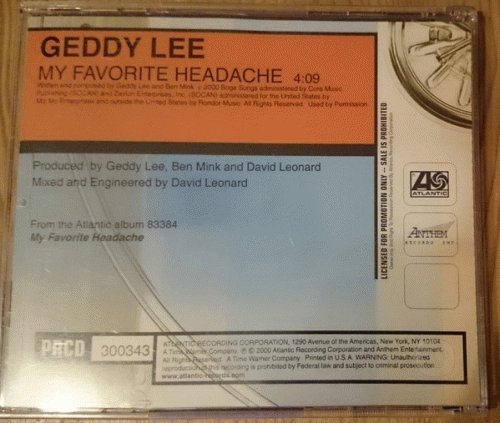 GEDDY LEE
MY FAVORITE HEADACHE 4:09
Written and composed by Geddy Lee and Ben Mink © 2000 Boge Songs administered by Core Music
Publishing (SOCAN) and Zavion Enterprises, Inc. (SOCAN) administered for the United States by
Mo Mo Enterprises and outside the United States by Rondor Music. All Rights Reserved. Used by Permission.
Produced by Geddy Lee, Ben Mink and David Leonard
Mixed and Engineered by David Leonard
From the Atlantic album 83384
My Favorite Headache
LICENSED FOR PROMOTION ONLY – SALE IS PROHIBITED
ATLANTIC
ANTHEM
RECORDS INC
PRCD 300343
ATLANTIC RECORDING CORPORATION, 1290 Avenue of the Americas, New York, NY 10104
A Time Warner Company ℗ © 2000 Atlantic Recording Corporation and Anthem Entertainment.
All Rights Reserved. A Time Warner Company. Printed in U.S.A. WARNING: Unauthorized
reproduction of this recording is prohibited by Federal law and subject to criminal prosecution
www.atlantic-records.com